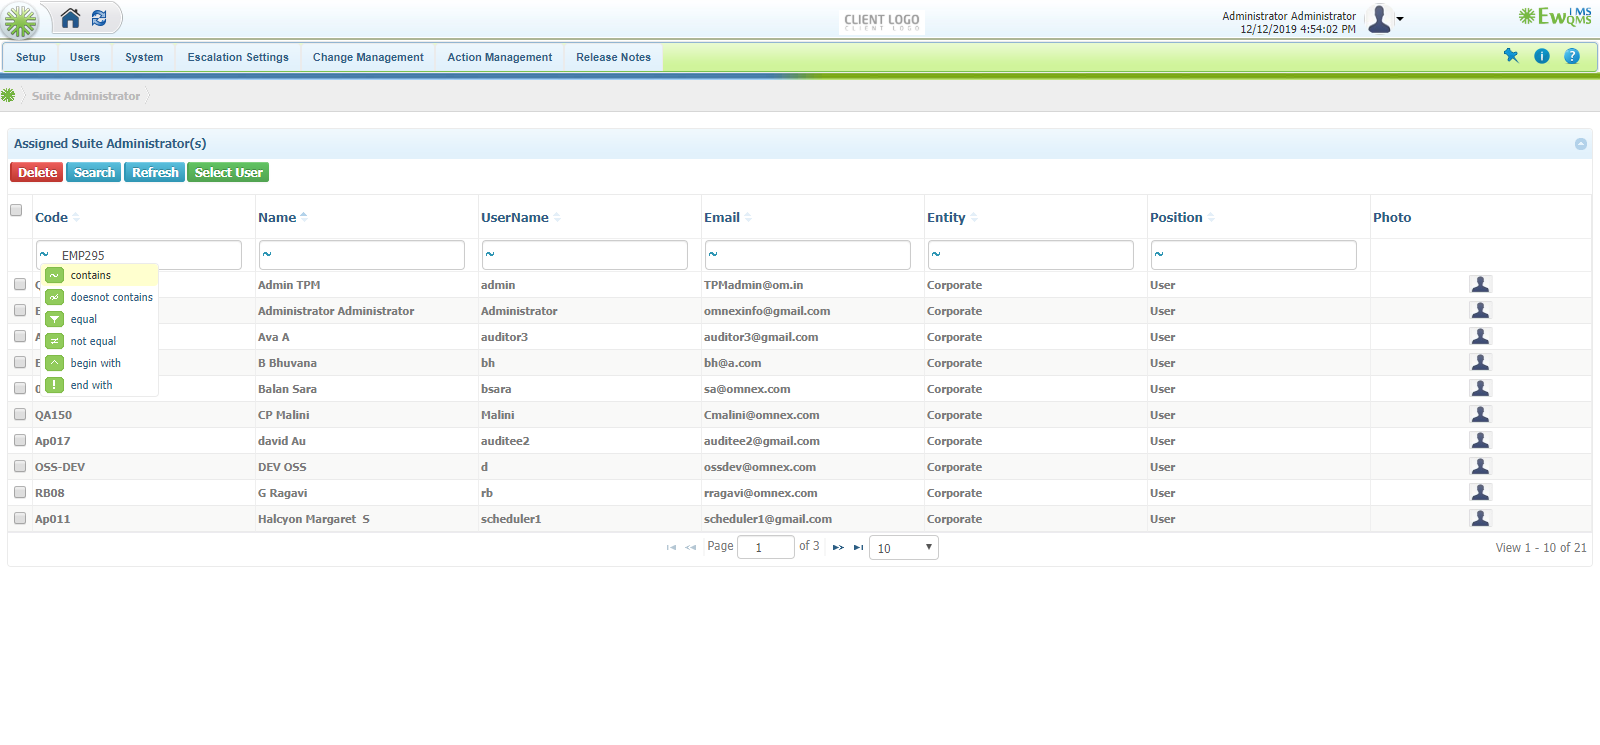 CLIENT LOGO
CLIENT LOGO
Administrator Administrator
12/12/2019 4:54:02 PM
EwIMS
QMS
Setup Users System Escalation Settings Change Management Action Management Release Notes
Suite Administrator
Assigned Suite Administrator(s)
Delete Search Refresh Select User
Code Name UserName Email Entity Position Photo
~ EMP295 ~ ~ ~ ~ ~
contains
doesnot contains
equal
not equal
begin with
end with
Admin TPM admin TPMadmin@om.in Corporate User
Administrator Administrator Administrator omnexinfo@gmail.com Corporate User
Ava A auditor3 auditor3@gmail.com Corporate User
B Bhuvana bh bh@a.com Corporate User
Balan Sara bsara sa@omnex.com Corporate User
QA150 CP Malini Malini Cmalini@omnex.com Corporate User
Ap017 david Au auditee2 auditee2@gmail.com Corporate User
OSS-DEV DEV OSS d ossdev@omnex.com Corporate User
RB08 G Ragavi rb rragavi@omnex.com Corporate User
Ap011 Halcyon Margaret S scheduler1 scheduler1@gmail.com Corporate User
Page 1 of 3 10 View 1 - 10 of 21